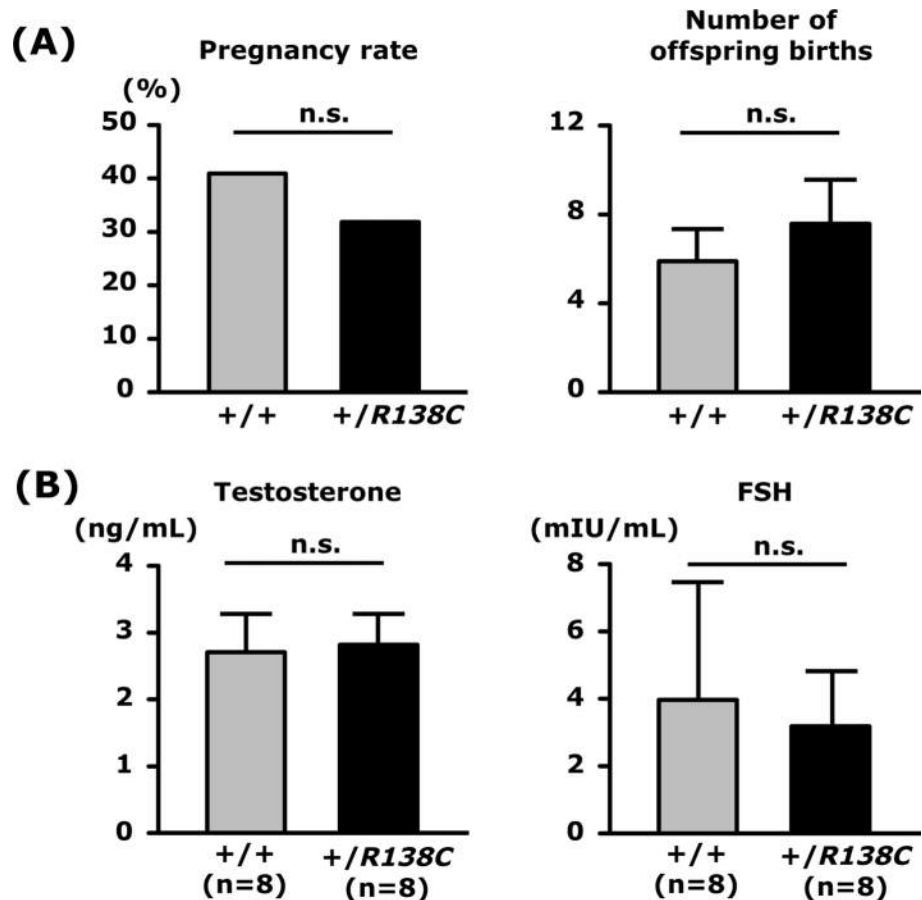 (A)
Pregnancy rate
(%)
n.s.
50
40
30
20
10
0
+/+
+/R138C
Number of
offspring births
n.s.
12
8
4
0
+/+
+/R138C
(B)
Testosterone
(ng/mL)
n.s.
4
3
2
1
0
+/+
(n=8)
+/R138C
(n=8)
FSH
(mIU/mL)
n.s.
8
6
4
2
0
+/+
(n=8)
+/R138C
(n=8)